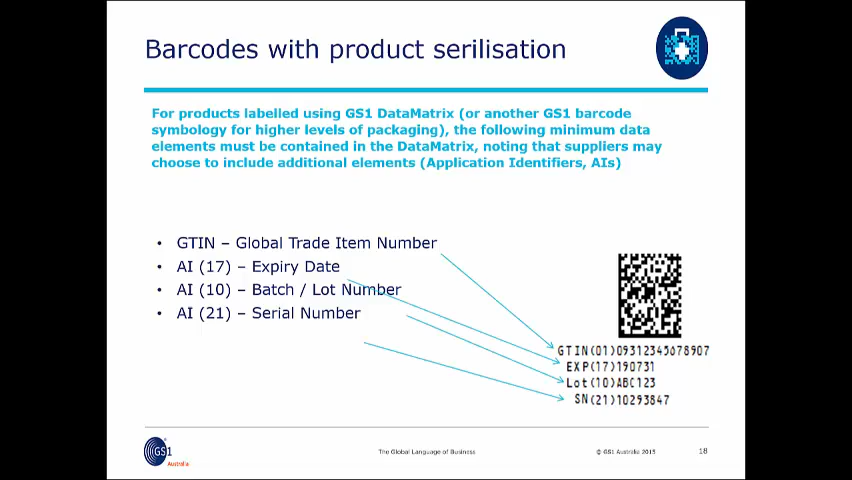 Barcodes with product serilisation
For products labelled using GS1 DataMatrix (or another GS1 barcode
symbology for higher levels of packaging), the following minimum data
elements must be contained in the DataMatrix, noting that suppliers may
choose to include additional elements (Application Identifiers, AIs)
• GTIN – Global Trade Item Number
• AI (17) – Expiry Date
• AI (10) – Batch / Lot Number
• AI (21) – Serial Number
GTIN(01)09312345678907
EXP(17)190731
Lot(10)ABC123
SN(21)10293847
GS1
Australia
The Global Language of Business
© GS1 Australia 2015
18